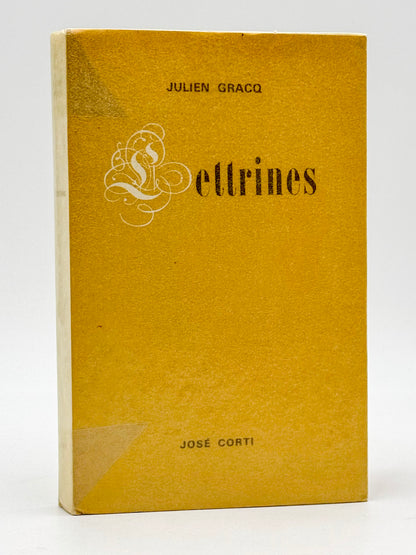 JULIEN GRACQ
Lettrines
JOSÉ CORTI